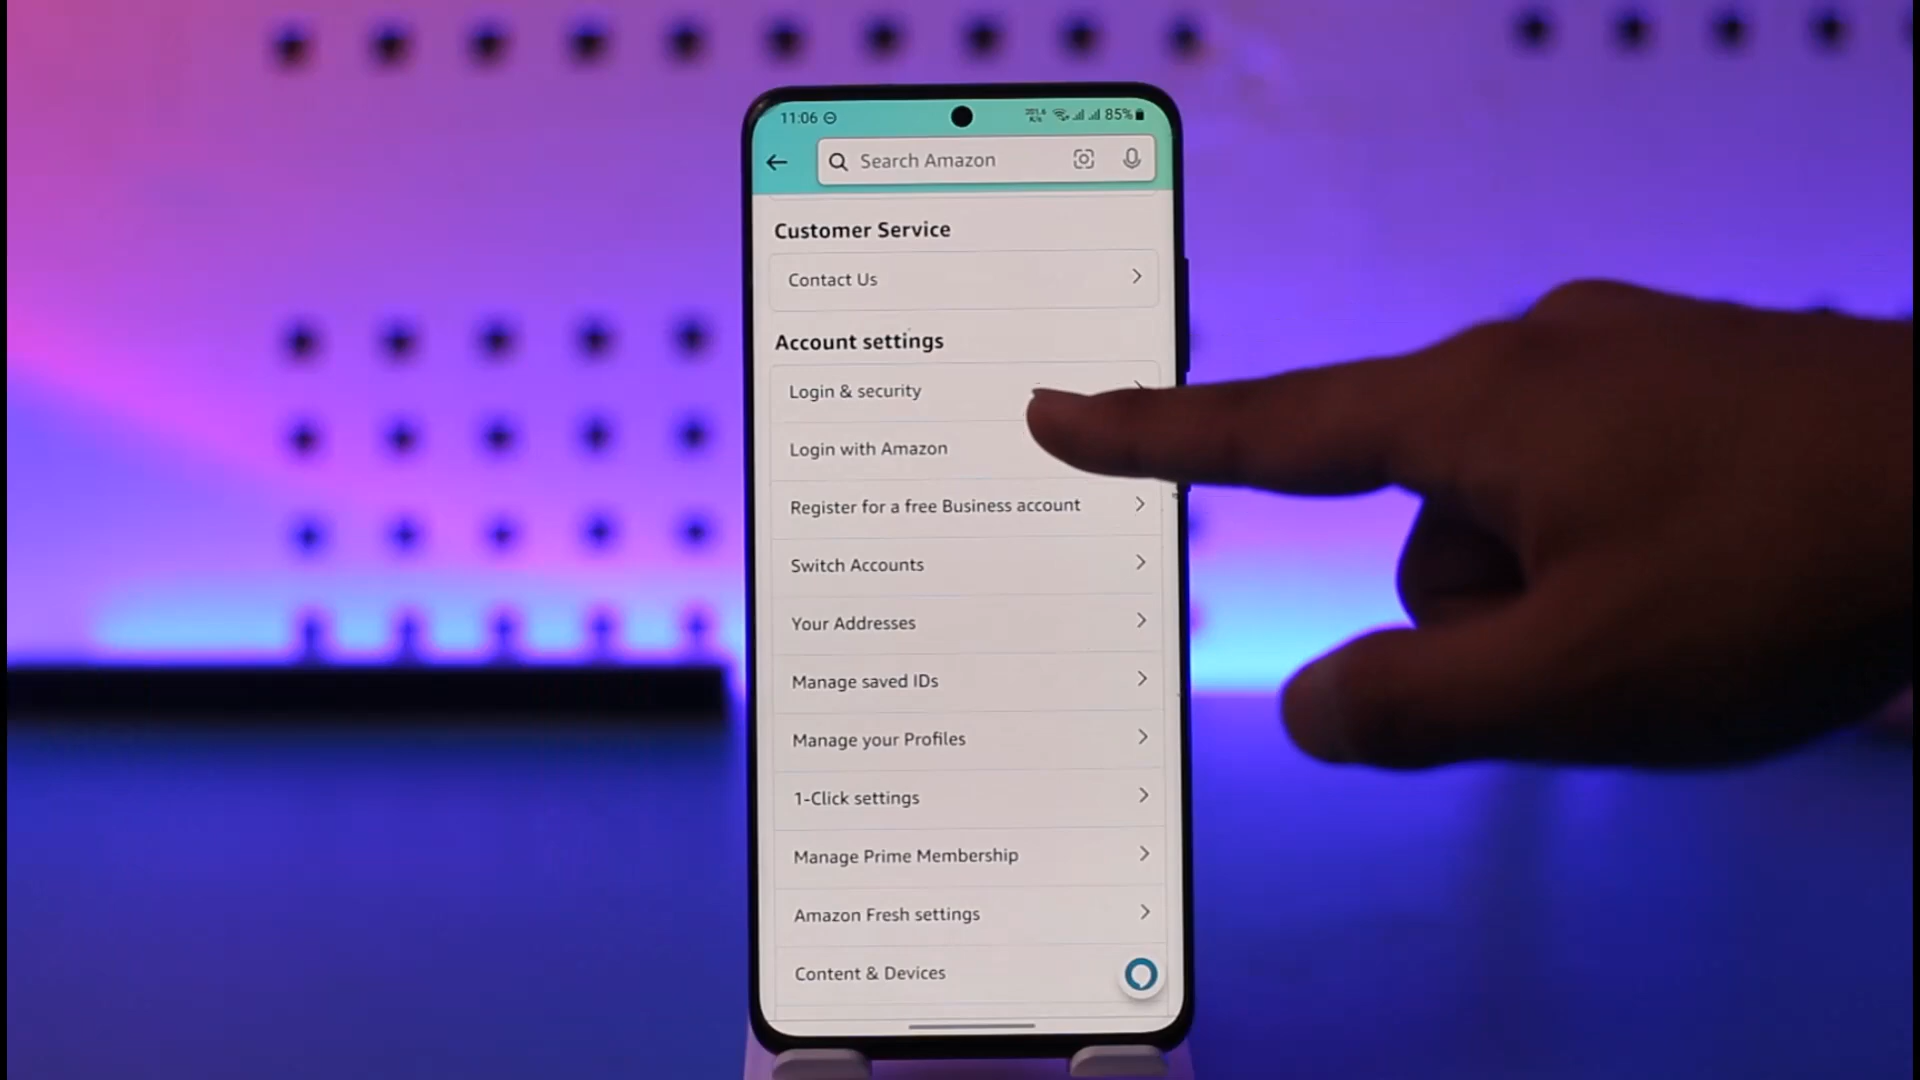 11:06 85%
Search Amazon
Customer Service
Contact Us
Account settings
Login & security
Login with Amazon
Register for a free Business account
Switch Accounts
Your Addresses
Manage saved IDs
Manage your Profiles
1-Click settings
Manage Prime Membership
Amazon Fresh settings
Content & Devices